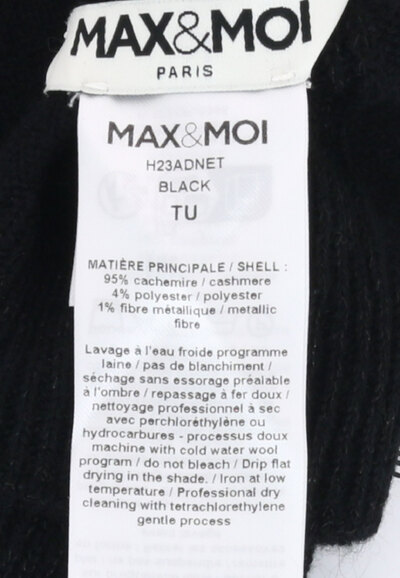 MAX&MOI
PARIS
MAX&MOI
H23ADNET
BLACK
TU
MATIÈRE PRINCIPALE / SHELL :
95% cachemire / cashmere
4% polyester / polyester
1% fibre métallique / metallic
fibre
Lavage à l'eau froide programme
laine / pas de blanchiment /
séchage sans essorage préalable
à l'ombre / repassage à fer doux /
nettoyage professionnel à sec
avec perchloréthylène ou
hydrocarbures - processus doux
machine with cold water wool
program / do not bleach / Drip flat
drying in the shade. / Iron at low
temperature / Professional dry
cleaning with tetrachlorethylene
gentle process